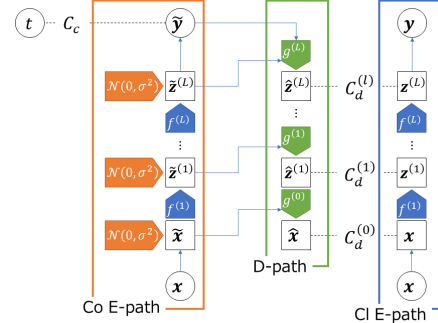 t C_c ỹ y
g^(L)
N(0, σ²) z̃^(L) ẑ^(L) C_d^(l) z^(L)
f^(L) ⋮ f^(L)
⋮ g^(1) ⋮
N(0, σ²) z̃^(1) ẑ^(1) C_d^(1) z^(1)
f^(1) g^(0) f^(1)
N(0, σ²) x̃ x̂ C_d^(0) x
D-path
x x
Co E-path Cl E-path